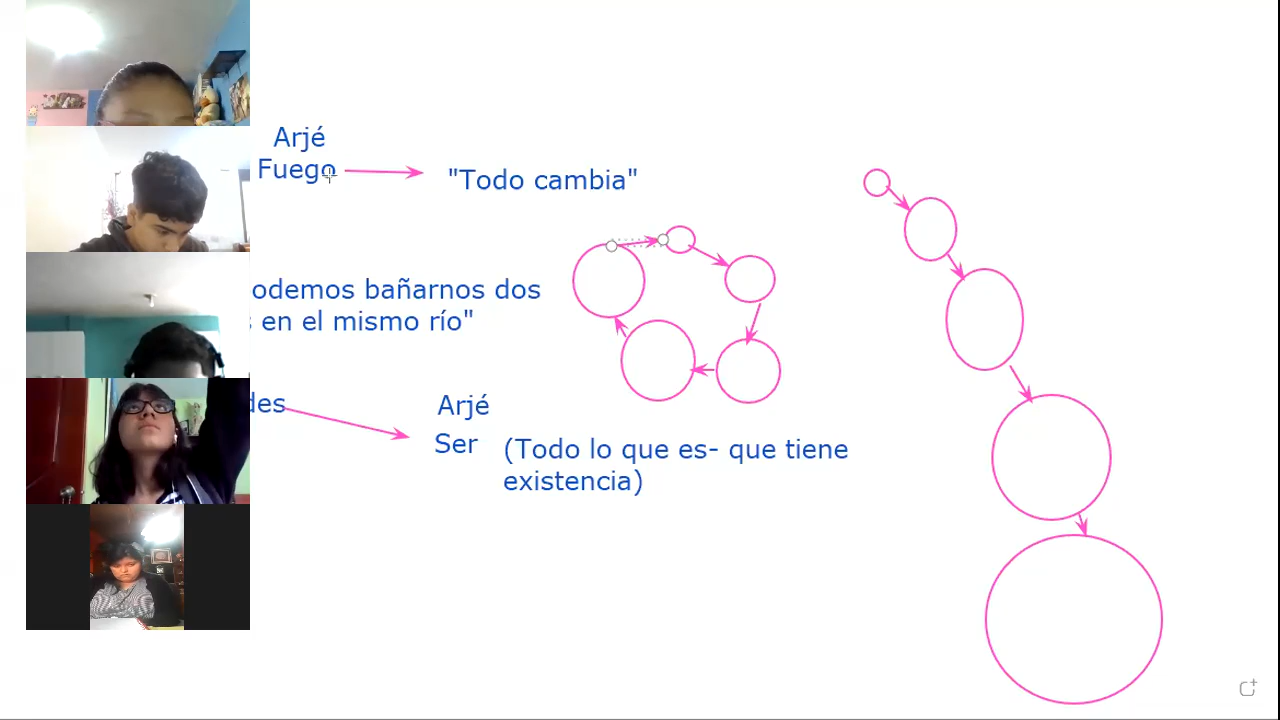 Arjé
Fuego
"Todo cambia"
odemos bañarnos dos
s en el mismo río"
des
Arjé
Ser
(Todo lo que es- que tiene
existencia)